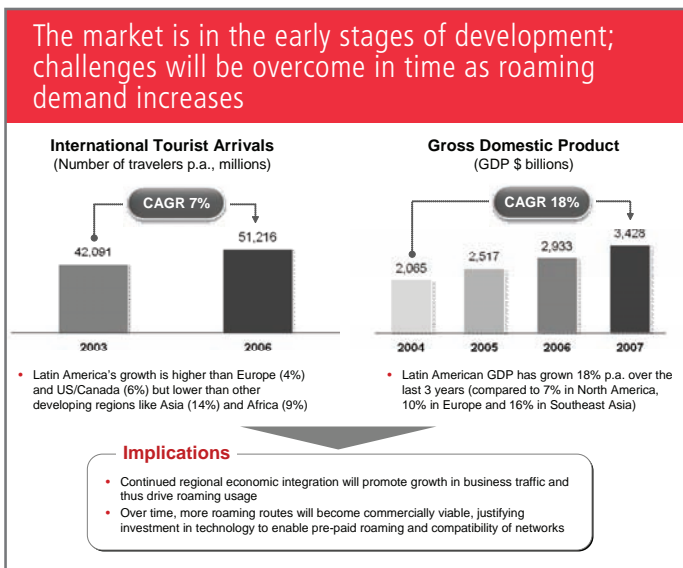 The market is in the early stages of development;
challenges will be overcome in time as roaming
demand increases
International Tourist Arrivals
(Number of travelers p.a., millions)
CAGR 7%
42,091
51,216
2003
2006
• Latin America's growth is higher than Europe (4%)
and US/Canada (6%) but lower than other
developing regions like Asia (14%) and Africa (9%)
Gross Domestic Product
(GDP $ billions)
CAGR 18%
2,065
2,517
2,933
3,428
2004
2005
2006
2007
• Latin American GDP has grown 18% p.a. over the
last 3 years (compared to 7% in North America,
10% in Europe and 16% in Southeast Asia)
Implications
• Continued regional economic integration will promote growth in business traffic and
thus drive roaming usage
• Over time, more roaming routes will become commercially viable, justifying
investment in technology to enable pre-paid roaming and compatibility of networks